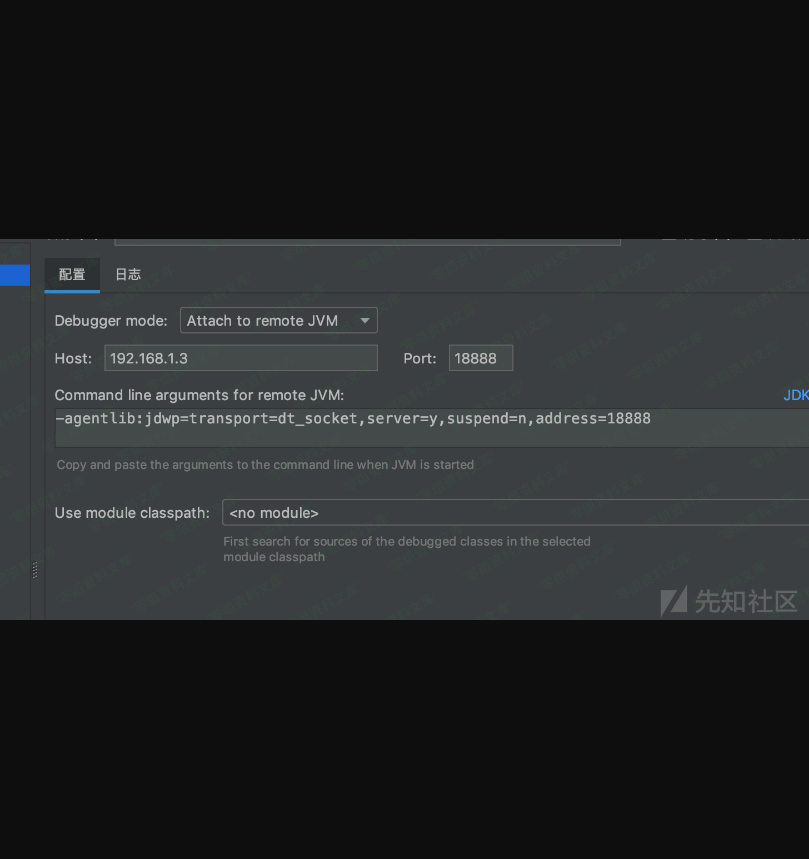 配置 日志
Debugger mode: Attach to remote JVM
Host: 192.168.1.3 Port: 18888
Command line arguments for remote JVM: JDK
-agentlib:jdwp=transport=dt_socket,server=y,suspend=n,address=18888
Copy and paste the arguments to the command line when JVM is started
Use module classpath: <no module>
First search for sources of the debugged classes in the selected
module classpath
先知社区